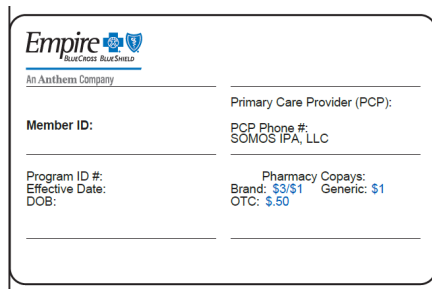 Empire
BLUECROSS BLUESHIELD
An Anthem Company
Primary Care Provider (PCP):
Member ID:
PCP Phone #:
SOMOS IPA, LLC
Program ID #:
Effective Date:
DOB:
Pharmacy Copays:
Brand: $3/$1 Generic: $1
OTC: $.50